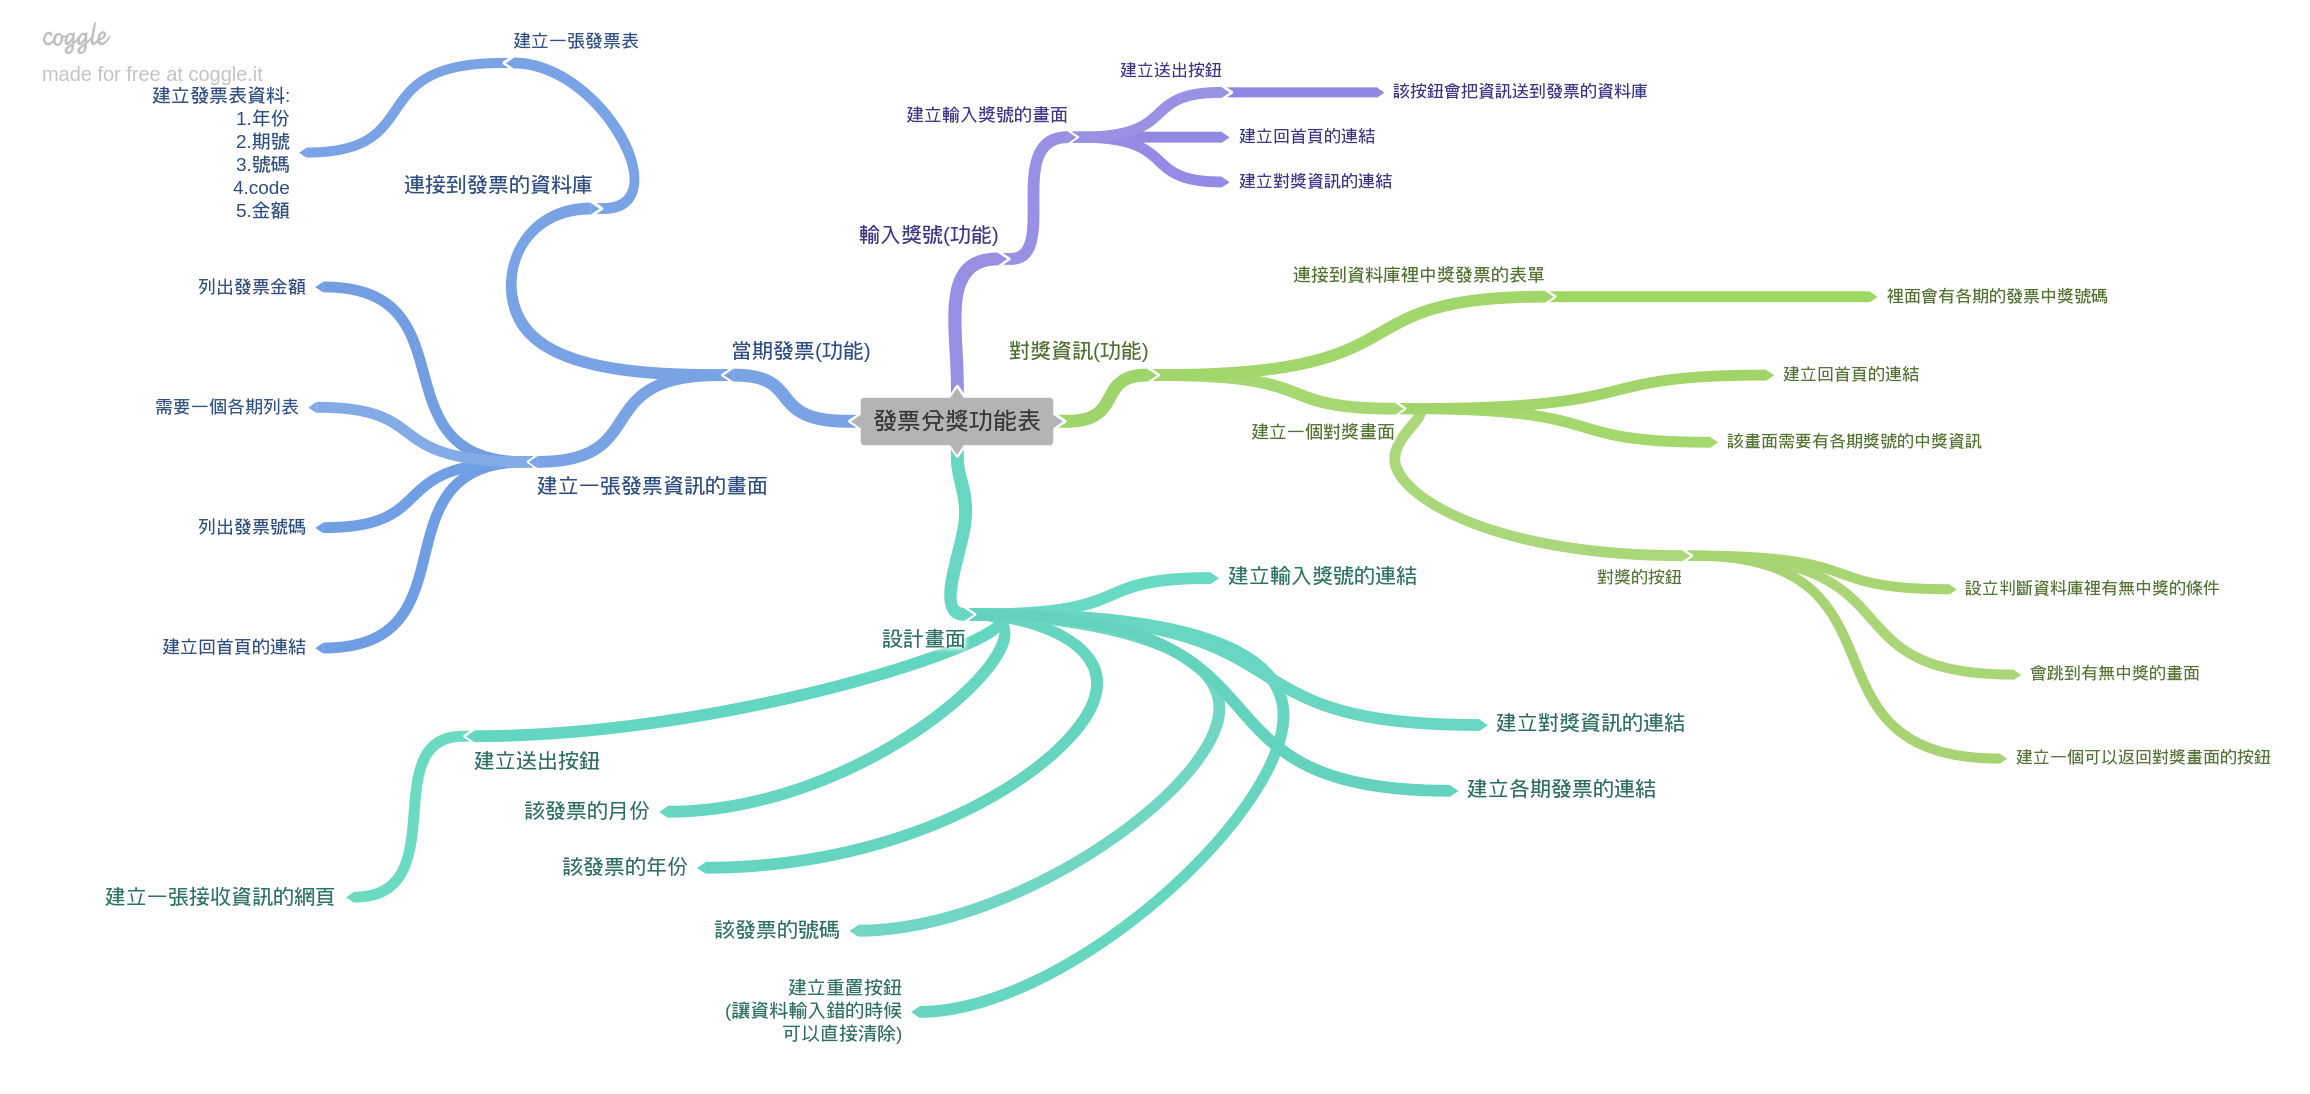 coggle
made for free at coggle.it
建立一張發票表
建立發票表資料:
1.年份
2.期號
3.號碼
4.code
5.金額
連接到發票的資料庫
列出發票金額
需要一個各期列表
列出發票號碼
建立回首頁的連結
當期發票(功能)
建立一張發票資訊的畫面
發票兌獎功能表
輸入獎號(功能)
建立輸入獎號的畫面
建立送出按鈕
該按鈕會把資訊送到發票的資料庫
建立回首頁的連結
建立對獎資訊的連結
對獎資訊(功能)
連接到資料庫裡中獎發票的表單
裡面會有各期的發票中獎號碼
建立一個對獎畫面
建立回首頁的連結
該畫面需要有各期獎號的中獎資訊
對獎的按鈕
設立判斷資料庫裡有無中獎的條件
會跳到有無中獎的畫面
建立一個可以返回對獎畫面的按鈕
設計畫面
建立輸入獎號的連結
建立對獎資訊的連結
建立各期發票的連結
建立送出按鈕
建立一張接收資訊的網頁
該發票的月份
該發票的年份
該發票的號碼
建立重置按鈕
(讓資料輸入錯的時候
可以直接清除)